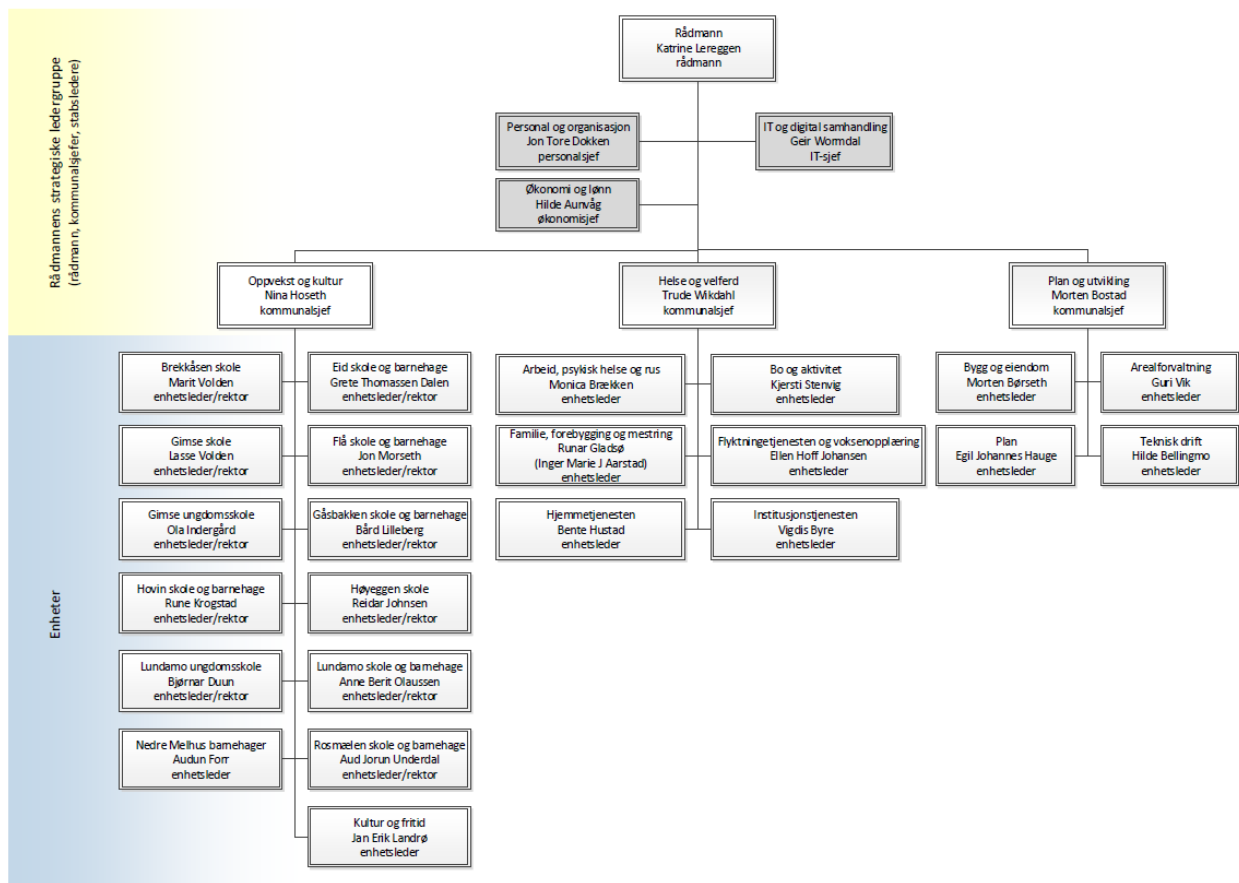 Rådmannens strategiske ledergruppe
(rådmann, kommunalsjefer, stabsledere)
Rådmann
Katrine Lereggen
rådmann
Personal og organisasjon
Jon Tore Dokken
personalsjef
IT og digital samhandling
Geir Wormdal
IT-sjef
Økonomi og lønn
Hilde Aunvåg
økonomisjef
Oppvekst og kultur
Nina Hoseth
kommunalsjef
Helse og velferd
Trude Wikdahl
kommunalsjef
Plan og utvikling
Morten Bostad
kommunalsjef
Enheter
Brekkåsen skole
Marit Volden
enhetsleder/rektor
Eid skole og barnehage
Grete Thomassen Dalen
enhetsleder/rektor
Gimse skole
Lasse Volden
enhetsleder/rektor
Flå skole og barnehage
Jon Morseth
enhetsleder/rektor
Gimse ungdomsskole
Ola Indergård
enhetsleder/rektor
Gåsbakken skole og barnehage
Bård Lilleberg
enhetsleder/rektor
Hovin skole og barnehage
Rune Krogstad
enhetsleder/rektor
Høyeggen skole
Reidar Johnsen
enhetsleder/rektor
Lundamo ungdomsskole
Bjørnar Duun
enhetsleder/rektor
Lundamo skole og barnehage
Anne Berit Olaussen
enhetsleder/rektor
Nedre Melhus barnehager
Audun Forr
enhetsleder
Rosmælen skole og barnehage
Aud Jorun Underdal
enhetsleder/rektor
Kultur og fritid
Jan Erik Landrø
enhetsleder
Arbeid, psykisk helse og rus
Monica Brækken
enhetsleder
Bo og aktivitet
Kjersti Stenvig
enhetsleder
Familie, forebygging og mestring
Runar Gladsø
(Inger Marie J Aarstad)
enhetsleder
Flyktningetjenesten og voksenopplæring
Ellen Hoff Johansen
enhetsleder
Hjemmetjenesten
Bente Hustad
enhetsleder
Institusjonstjenesten
Vigdis Byre
enhetsleder
Bygg og eiendom
Morten Børseth
enhetsleder
Arealforvaltning
Guri Vik
enhetsleder
Plan
Egil Johannes Hauge
enhetsleder
Teknisk drift
Hilde Bellingmo
enhetsleder